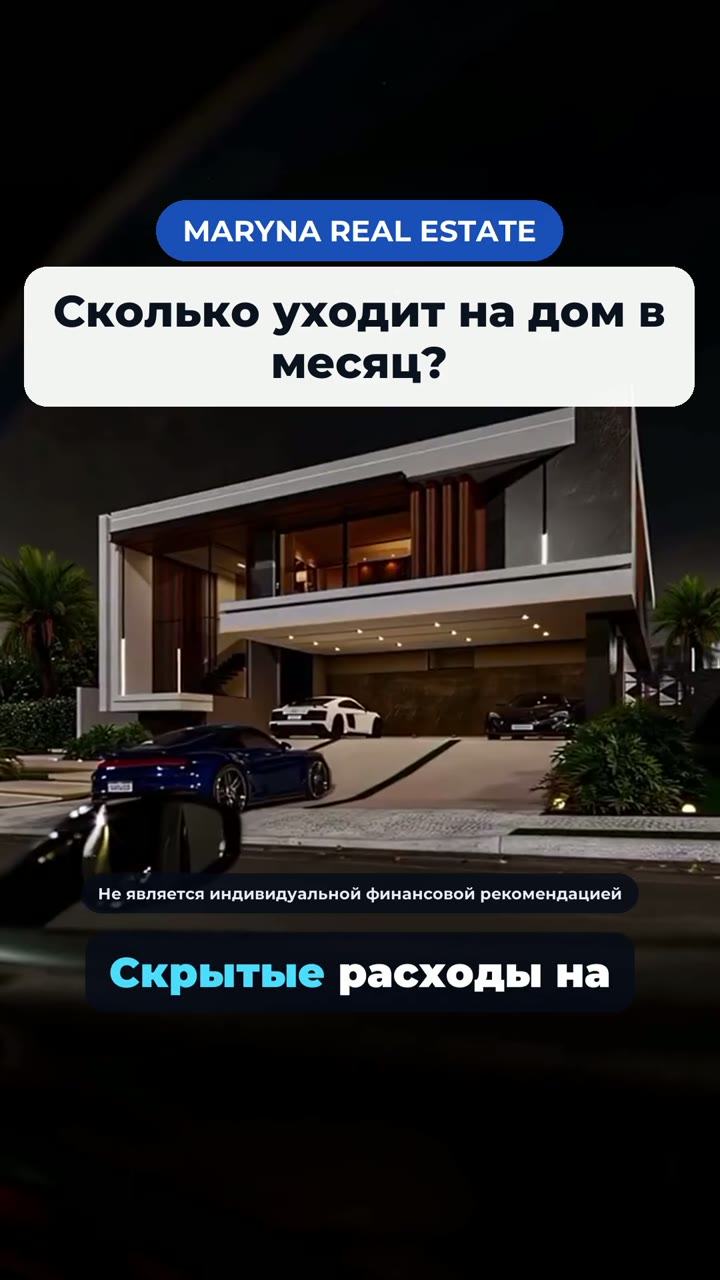 MARYNA REAL ESTATE
Сколько уходит на дом в
месяц?
Не является индивидуальной финансовой рекомендацией
Скрытые расходы на